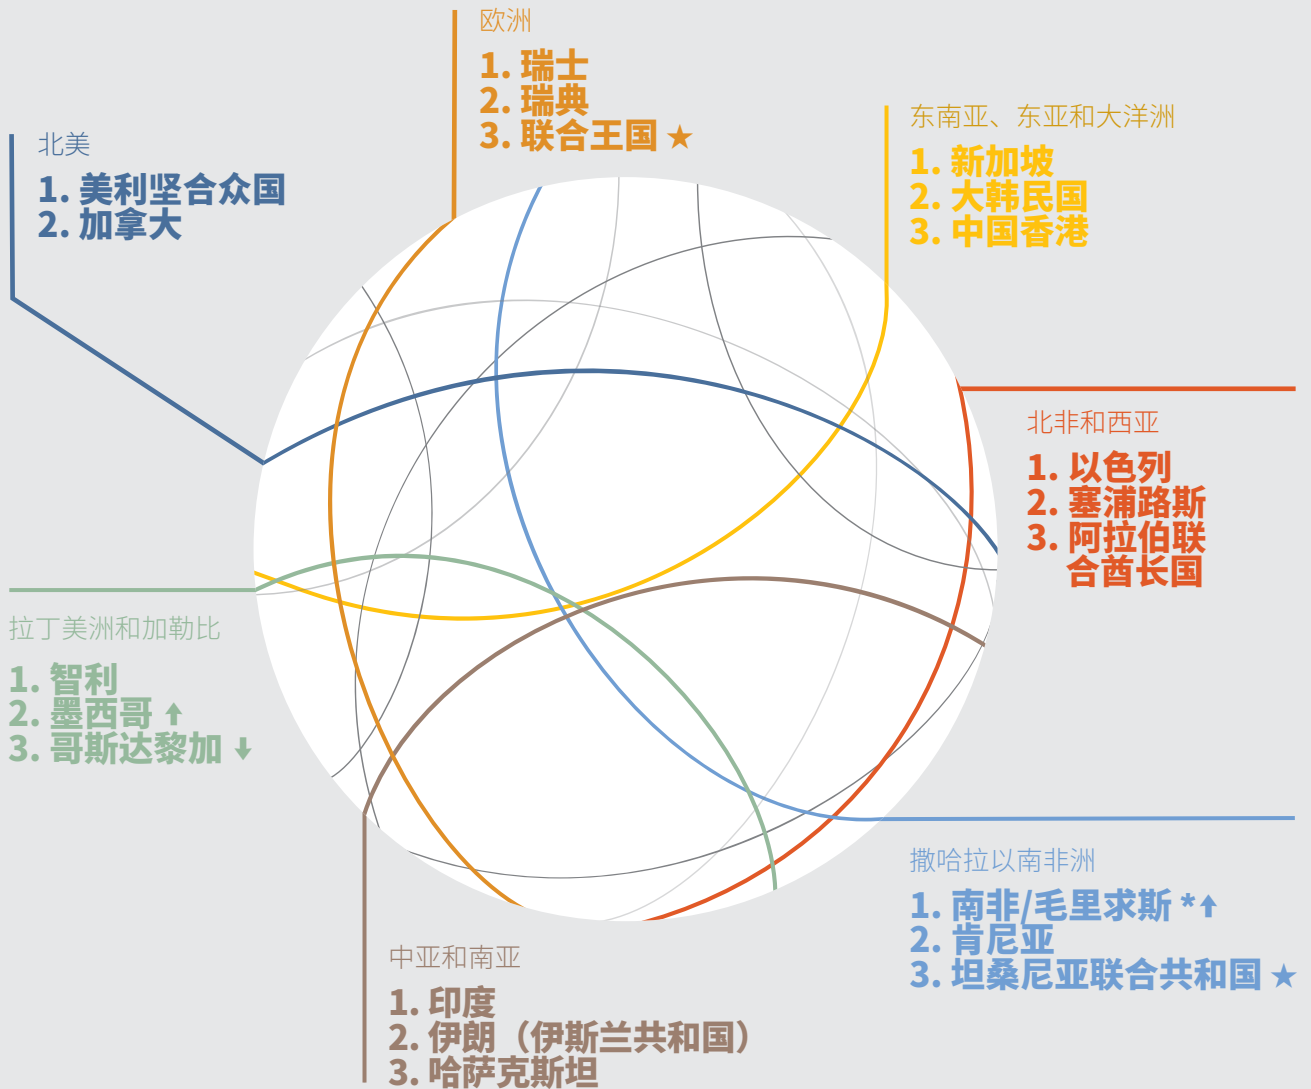 欧洲
1. 瑞士
2. 瑞典
3. 联合王国 ★
北美
1. 美利坚合众国
2. 加拿大
东南亚、东亚和大洋洲
1. 新加坡
2. 大韩民国
3. 中国香港
北非和西亚
1. 以色列
2. 塞浦路斯
3. 阿拉伯联
合酋长国
拉丁美洲和加勒比
1. 智利
2. 墨西哥 ⬆
3. 哥斯达黎加 ⬇
撒哈拉以南非洲
1. 南非/毛里求斯 *⬆
2. 肯尼亚
3. 坦桑尼亚联合共和国 ★
中亚和南亚
1. 印度
2. 伊朗（伊斯兰共和国）
3. 哈萨克斯坦